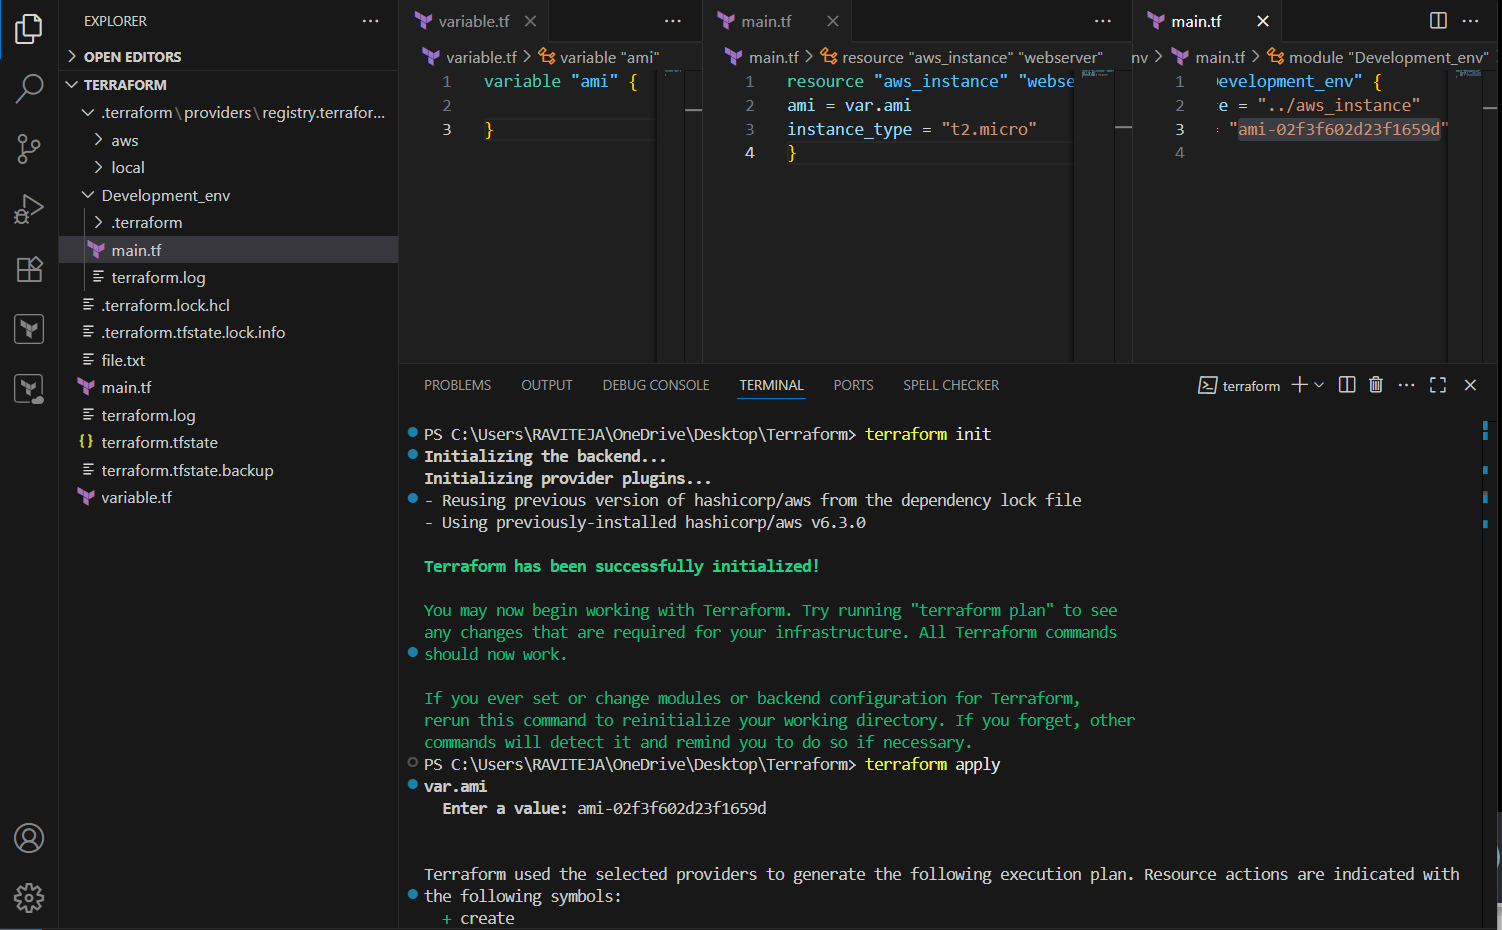 EXPLORER ...
OPEN EDITORS
TERRAFORM
.terraform\providers\registry.terrafor...
aws
local
Development_env
.terraform
main.tf
terraform.log
.terraform.lock.hcl
.terraform.tfstate.lock.info
file.txt
main.tf
terraform.log
terraform.tfstate
terraform.tfstate.backup
variable.tf
variable.tf
variable.tf > variable "ami"
1 variable "ami" {
2
3 }
main.tf
main.tf > resource "aws_instance" "webserver"
1 resource "aws_instance" "webse
2 ami = var.ami
3 instance_type = "t2.micro"
4 }
main.tf
nv > main.tf > module "Development_env"
1 evelopment_env" {
2 e = "../aws_instance"
3 = "ami-02f3f602d23f1659d"
4
PROBLEMS OUTPUT DEBUG CONSOLE TERMINAL PORTS SPELL CHECKER terraform
PS C:\Users\RAVITEJA\OneDrive\Desktop\Terraform> terraform init
Initializing the backend...
Initializing provider plugins...
- Reusing previous version of hashicorp/aws from the dependency lock file
- Using previously-installed hashicorp/aws v6.3.0
Terraform has been successfully initialized!
You may now begin working with Terraform. Try running "terraform plan" to see
any changes that are required for your infrastructure. All Terraform commands
should now work.
If you ever set or change modules or backend configuration for Terraform,
rerun this command to reinitialize your working directory. If you forget, other
commands will detect it and remind you to do so if necessary.
PS C:\Users\RAVITEJA\OneDrive\Desktop\Terraform> terraform apply
var.ami
Enter a value: ami-02f3f602d23f1659d
Terraform used the selected providers to generate the following execution plan. Resource actions are indicated with
the following symbols:
+ create